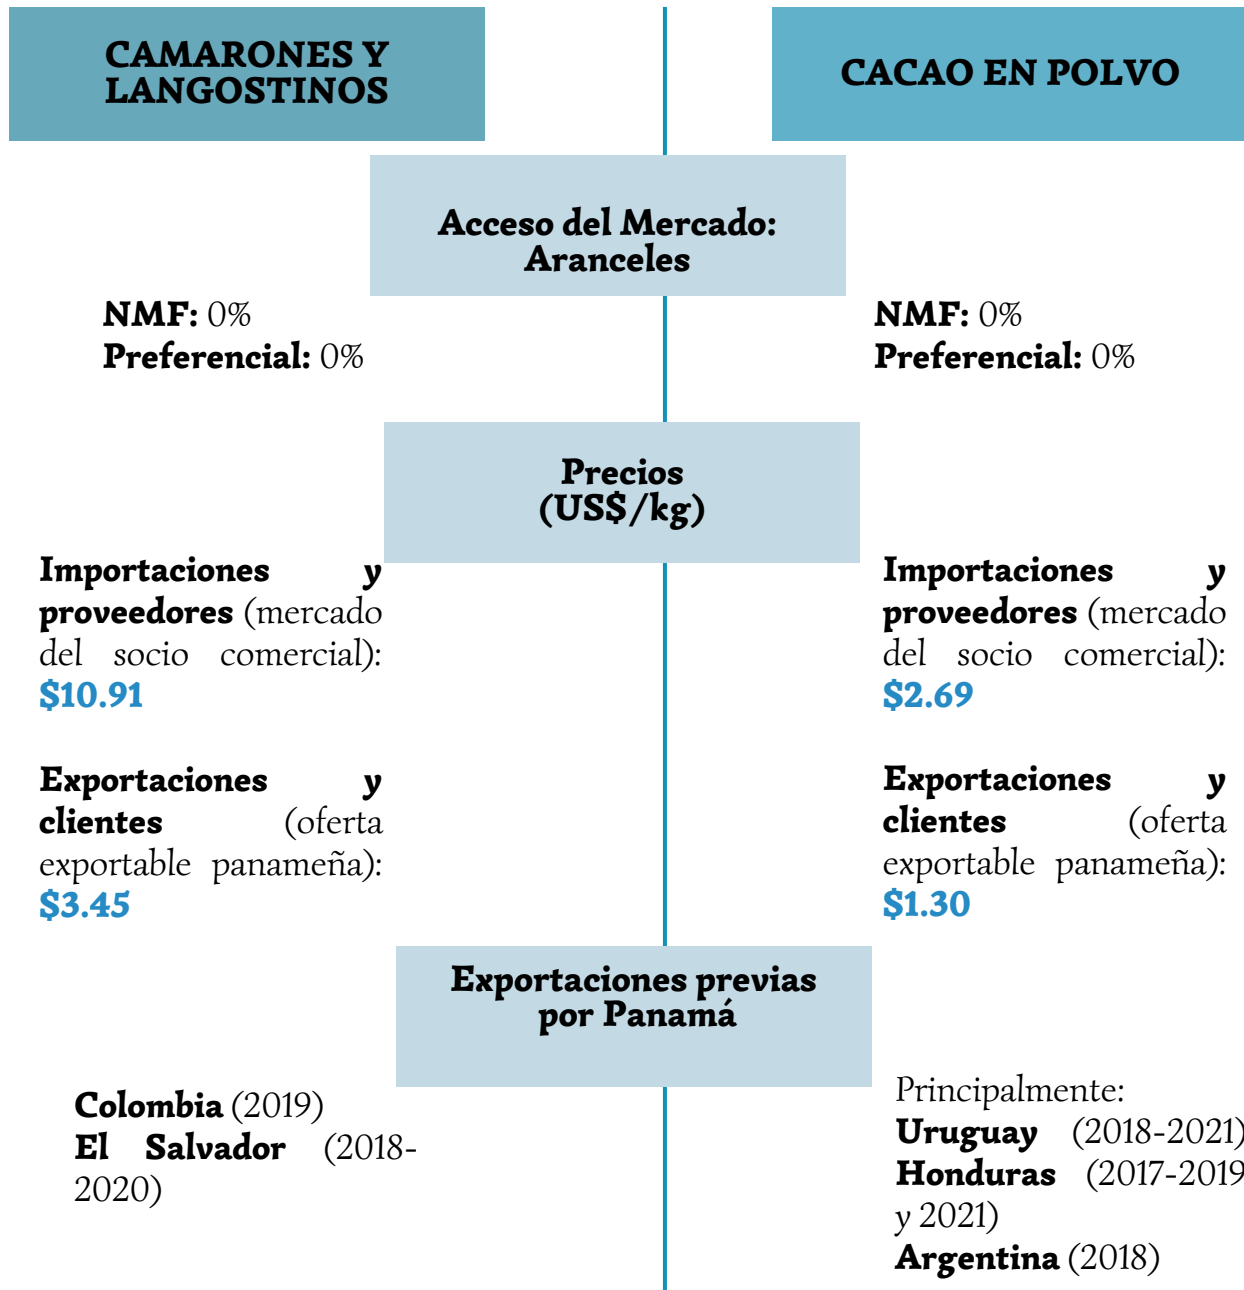 CAMARONES Y
LANGOSTINOS
CACAO EN POLVO
Acceso del Mercado:
Aranceles
NMF: 0%
Preferencial: 0%
NMF: 0%
Preferencial: 0%
Precios
(US$/kg)
Importaciones y
proveedores (mercado
del socio comercial):
$10.91
Exportaciones y
clientes (oferta
exportable panameña):
$3.45
Importaciones y
proveedores (mercado
del socio comercial):
$2.69
Exportaciones y
clientes (oferta
exportable panameña):
$1.30
Exportaciones previas
por Panamá
Colombia (2019)
El Salvador (2018-
2020)
Principalmente:
Uruguay (2018-2021)
Honduras (2017-2019
y 2021)
Argentina (2018)